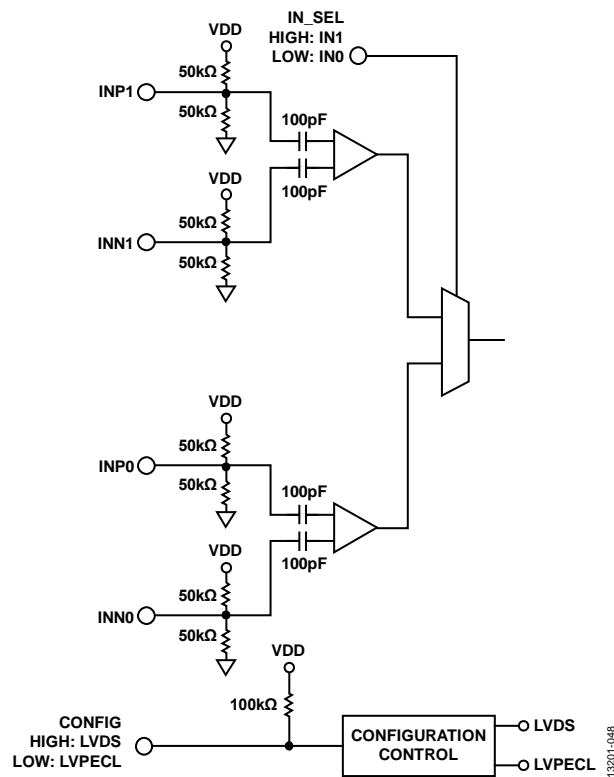 IN_SEL
HIGH: IN1
LOW: IN0
VDD
50kΩ
INP1
50kΩ
100pF
100pF
VDD
50kΩ
INN1
50kΩ
VDD
50kΩ
INP0
50kΩ
100pF
100pF
VDD
50kΩ
INN0
50kΩ
VDD
100kΩ
CONFIG
HIGH: LVDS
LOW: LVPECL
CONFIGURATION
CONTROL
LVDS
LVPECL
13201-048